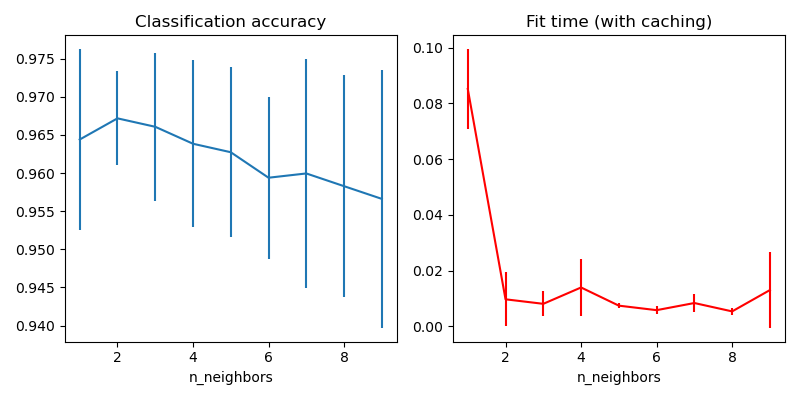 Classification accuracy
0.975
0.970
0.965
0.960
0.955
0.950
0.945
0.940
2 4 6 8
n_neighbors
Fit time (with caching)
0.10
0.08
0.06
0.04
0.02
0.00
2 4 6 8
n_neighbors